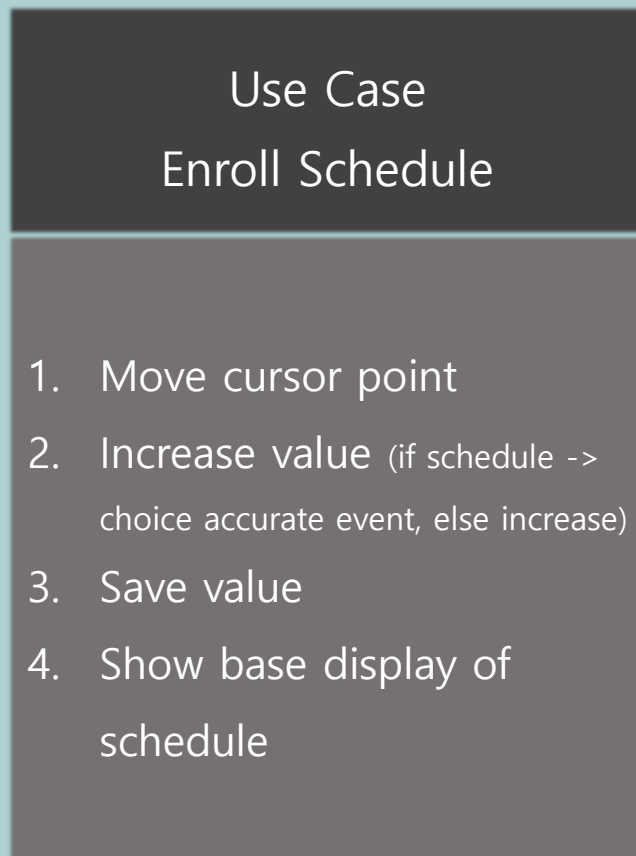 Use Case
Enroll Schedule
1. Move cursor point
2. Increase value (if schedule ->
choice accurate event, else increase)
3. Save value
4. Show base display of
schedule